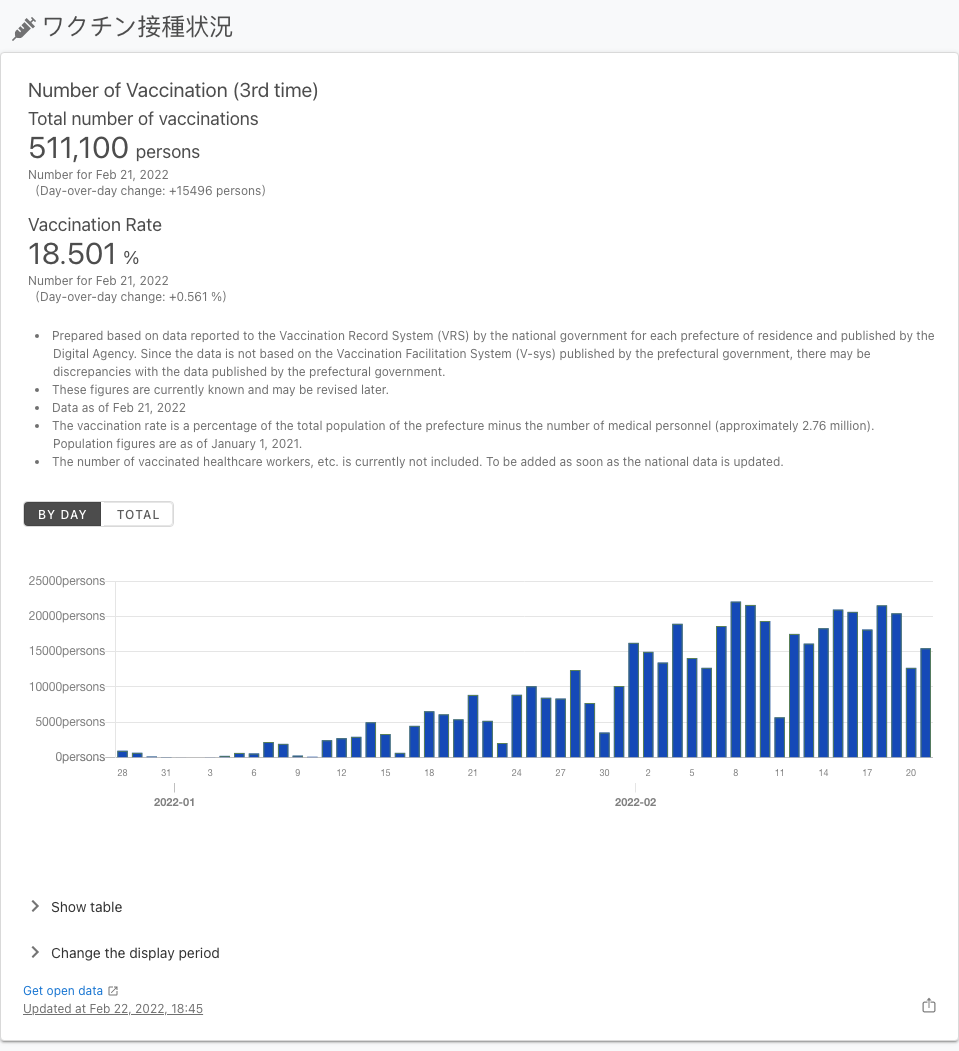 ワクチン接種状況
Number of Vaccination (3rd time)
Total number of vaccinations
511,100 persons
Number for Feb 21, 2022
(Day-over-day change: +15496 persons)
Vaccination Rate
18.501 %
Number for Feb 21, 2022
(Day-over-day change: +0.561 %)
• Prepared based on data reported to the Vaccination Record System (VRS) by the national government for each prefecture of residence and published by the
Digital Agency. Since the data is not based on the Vaccination Facilitation System (V-sys) published by the prefectural government, there may be
discrepancies with the data published by the prefectural government.
• These figures are currently known and may be revised later.
• Data as of Feb 21, 2022
• The vaccination rate is a percentage of the total population of the prefecture minus the number of medical personnel (approximately 2.76 million).
Population figures are as of January 1, 2021.
• The number of vaccinated healthcare workers, etc. is currently not included. To be added as soon as the national data is updated.
BY DAY TOTAL
25000persons
20000persons
15000persons
10000persons
5000persons
0persons
28 31 3 6 9 12 15 18 21 24 27 30 2 5 8 11 14 17 20
2022-01 2022-02
Show table
Change the display period
Get open data
Updated at Feb 22, 2022, 18:45